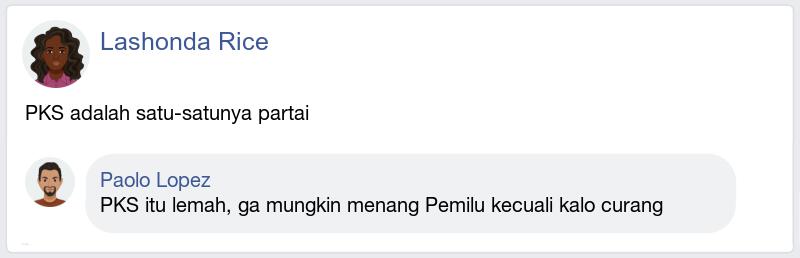 Lashonda Rice
PKS adalah satu-satunya partai
Paolo Lopez
PKS itu lemah, ga mungkin menang Pemilu kecuali kalo curang